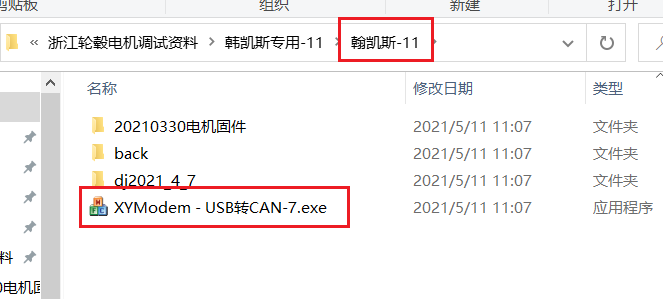 剪贴板 组织 新建 打开
« 浙江轮毂电机调试资料 › 韩凯斯专用-11 › 翰凯斯-11 ›
名称 修改日期 类型
20210330电机固件 2021/5/11 11:07 文件夹
back 2021/5/11 11:07 文件夹
dj2021_4_7 2021/5/11 11:07 文件夹
XYModem - USB转CAN-7.exe 2021/5/11 11:07 应用程序
料
0电机固